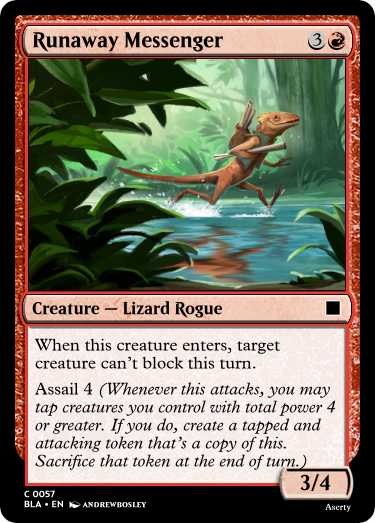 Runaway Messenger 3
Creature — Lizard Rogue
When this creature enters, target
creature can't block this turn.
Assail 4 (Whenever this attacks, you may
tap creatures you control with total power 4
or greater. If you do, create a tapped and
attacking token that's a copy of this.
Sacrifice that token at the end of turn.)
3/4
C 0057
BLA • EN ANDREWBOSLEY
Aserty